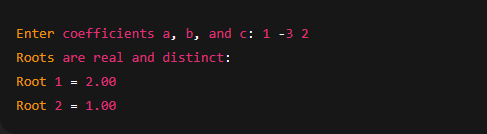 Enter coefficients a, b, and c: 1 -3 2
Roots are real and distinct:
Root 1 = 2.00
Root 2 = 1.00